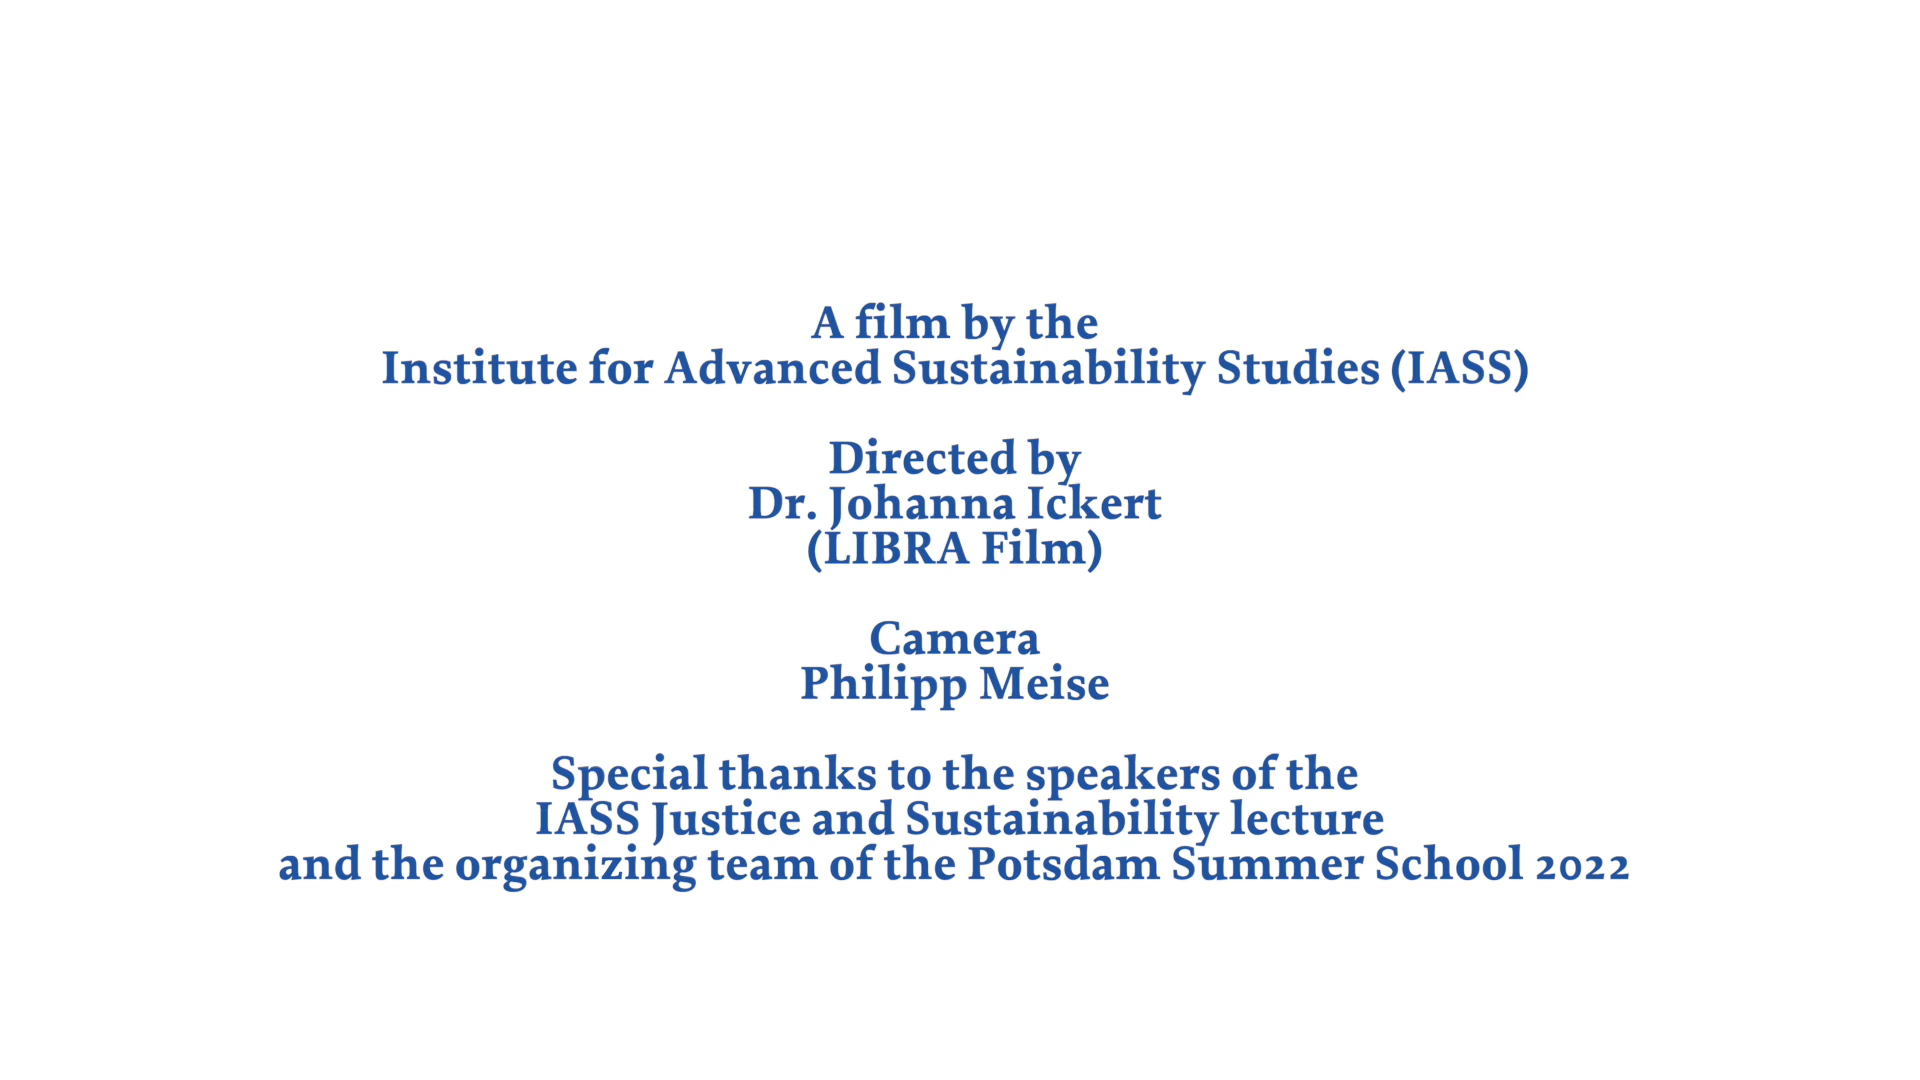 A film by the
Institute for Advanced Sustainability Studies (IASS)
Directed by
Dr. Johanna Ickert
(LIBRA Film)
Camera
Philipp Meise
Special thanks to the speakers of the
IASS Justice and Sustainability lecture
and the organizing team of the Potsdam Summer School 2022